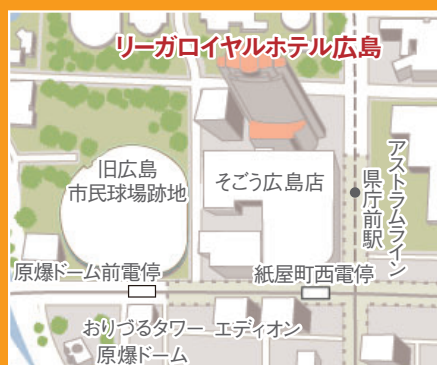 リーガロイヤルホテル広島
旧広島
市民球場跡地
そごう広島店
アストラムライン
県庁前駅
原爆ドーム前電停
紙屋町西電停
おりづるタワー
エディオン
原爆ドーム